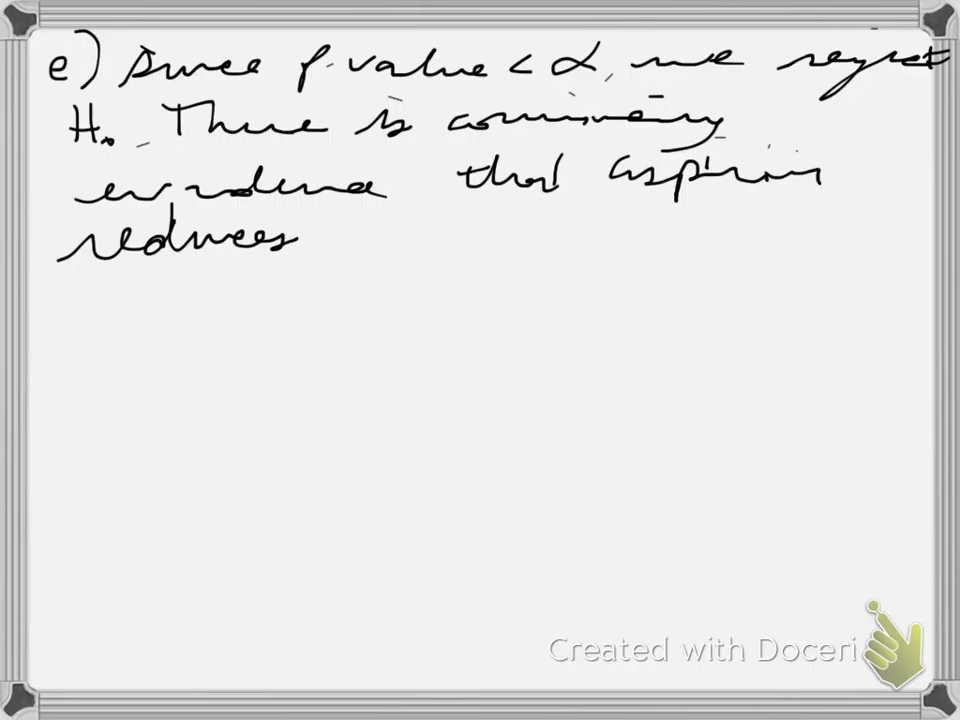 e) Since p-value < α, we reject
H₀. There is convincing
evidence that aspirin
reduces
Created with Doceri